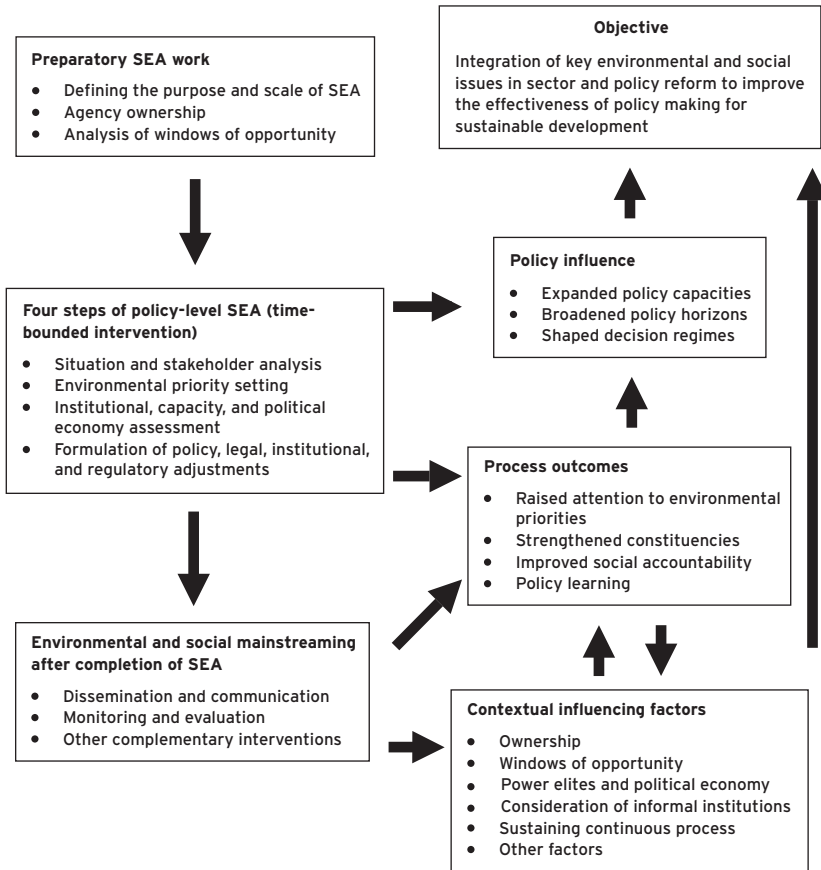 Preparatory SEA work
• Defining the purpose and scale of SEA
• Agency ownership
• Analysis of windows of opportunity
Objective
Integration of key environmental and social
issues in sector and policy reform to improve
the effectiveness of policy making for
sustainable development
Four steps of policy-level SEA (time-
bounded intervention)
• Situation and stakeholder analysis
• Environmental priority setting
• Institutional, capacity, and political
economy assessment
• Formulation of policy, legal, institutional,
and regulatory adjustments
Policy influence
• Expanded policy capacities
• Broadened policy horizons
• Shaped decision regimes
Process outcomes
• Raised attention to environmental
priorities
• Strengthened constituencies
• Improved social accountability
• Policy learning
Environmental and social mainstreaming
after completion of SEA
• Dissemination and communication
• Monitoring and evaluation
• Other complementary interventions
Contextual influencing factors
• Ownership
• Windows of opportunity
• Power elites and political economy
• Consideration of informal institutions
• Sustaining continuous process
• Other factors